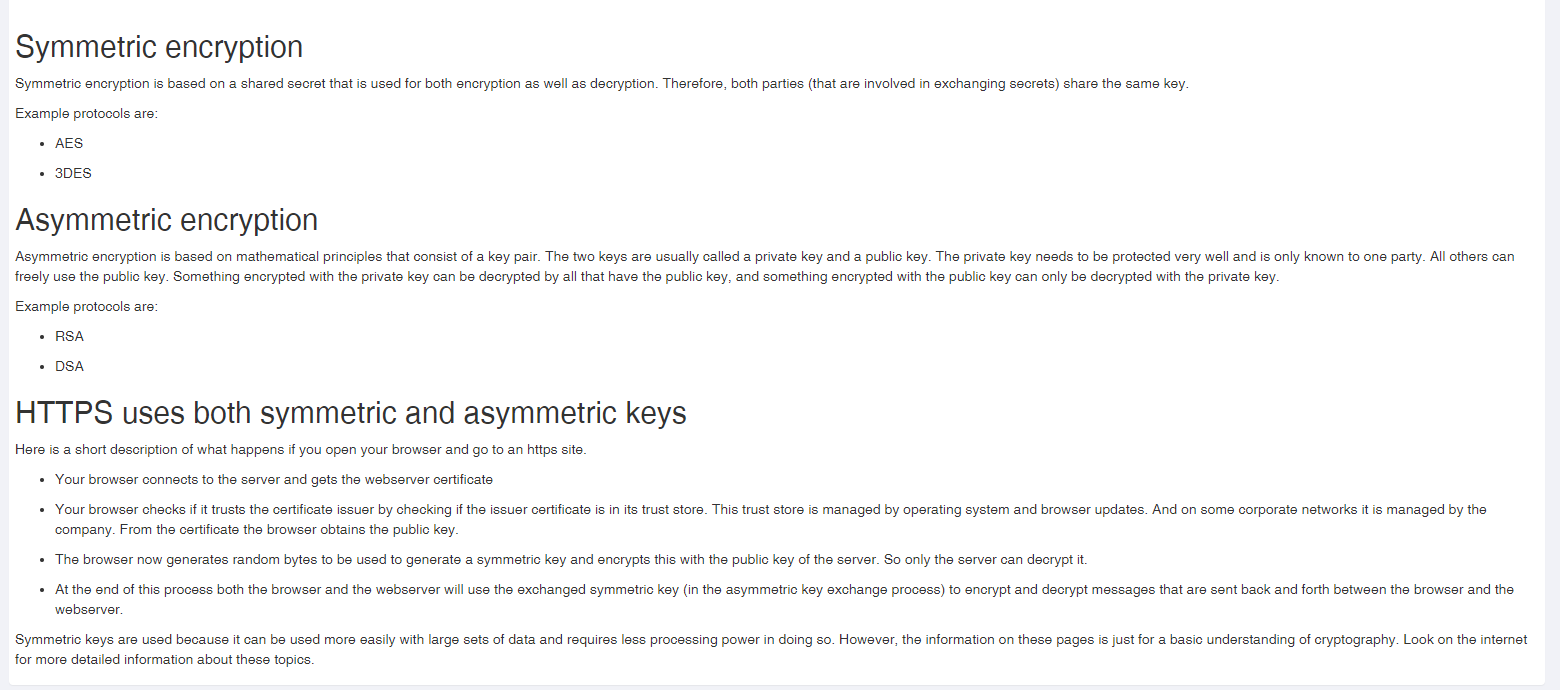 Symmetric encryption
Symmetric encryption is based on a shared secret that is used for both encryption as well as decryption. Therefore, both parties (that are involved in exchanging secrets) share the same key.
Example protocols are:
• AES
• 3DES
Asymmetric encryption
Asymmetric encryption is based on mathematical principles that consist of a key pair. The two keys are usually called a private key and a public key. The private key needs to be protected very well and is only known to one party. All others can
freely use the public key. Something encrypted with the private key can be decrypted by all that have the public key, and something encrypted with the public key can only be decrypted with the private key.
Example protocols are:
• RSA
• DSA
HTTPS uses both symmetric and asymmetric keys
Here is a short description of what happens if you open your browser and go to an https site.
• Your browser connects to the server and gets the webserver certificate
• Your browser checks if it trusts the certificate issuer by checking if the issuer certificate is in its trust store. This trust store is managed by operating system and browser updates. And on some corporate networks it is managed by the
company. From the certificate the browser obtains the public key.
• The browser now generates random bytes to be used to generate a symmetric key and encrypts this with the public key of the server. So only the server can decrypt it.
• At the end of this process both the browser and the webserver will use the exchanged symmetric key (in the asymmetric key exchange process) to encrypt and decrypt messages that are sent back and forth between the browser and the
webserver.
Symmetric keys are used because it can be used more easily with large sets of data and requires less processing power in doing so. However, the information on these pages is just for a basic understanding of cryptography. Look on the internet
for more detailed information about these topics.